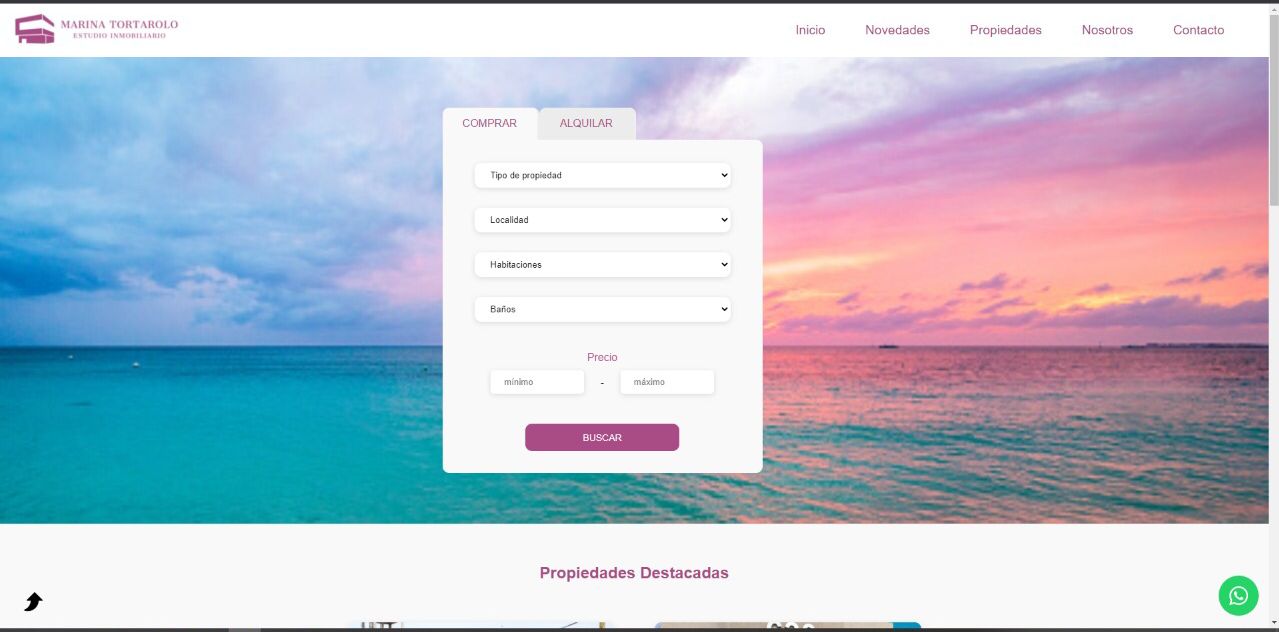 MARINA TORTAROLO
ESTUDIO INMOBILIARIO
Inicio
Novedades
Propiedades
Nosotros
Contacto
COMPRAR
ALQUILAR
Tipo de propiedad
Localidad
Habitaciones
Baños
Precio
mínimo
-
máximo
BUSCAR
Propiedades Destacadas